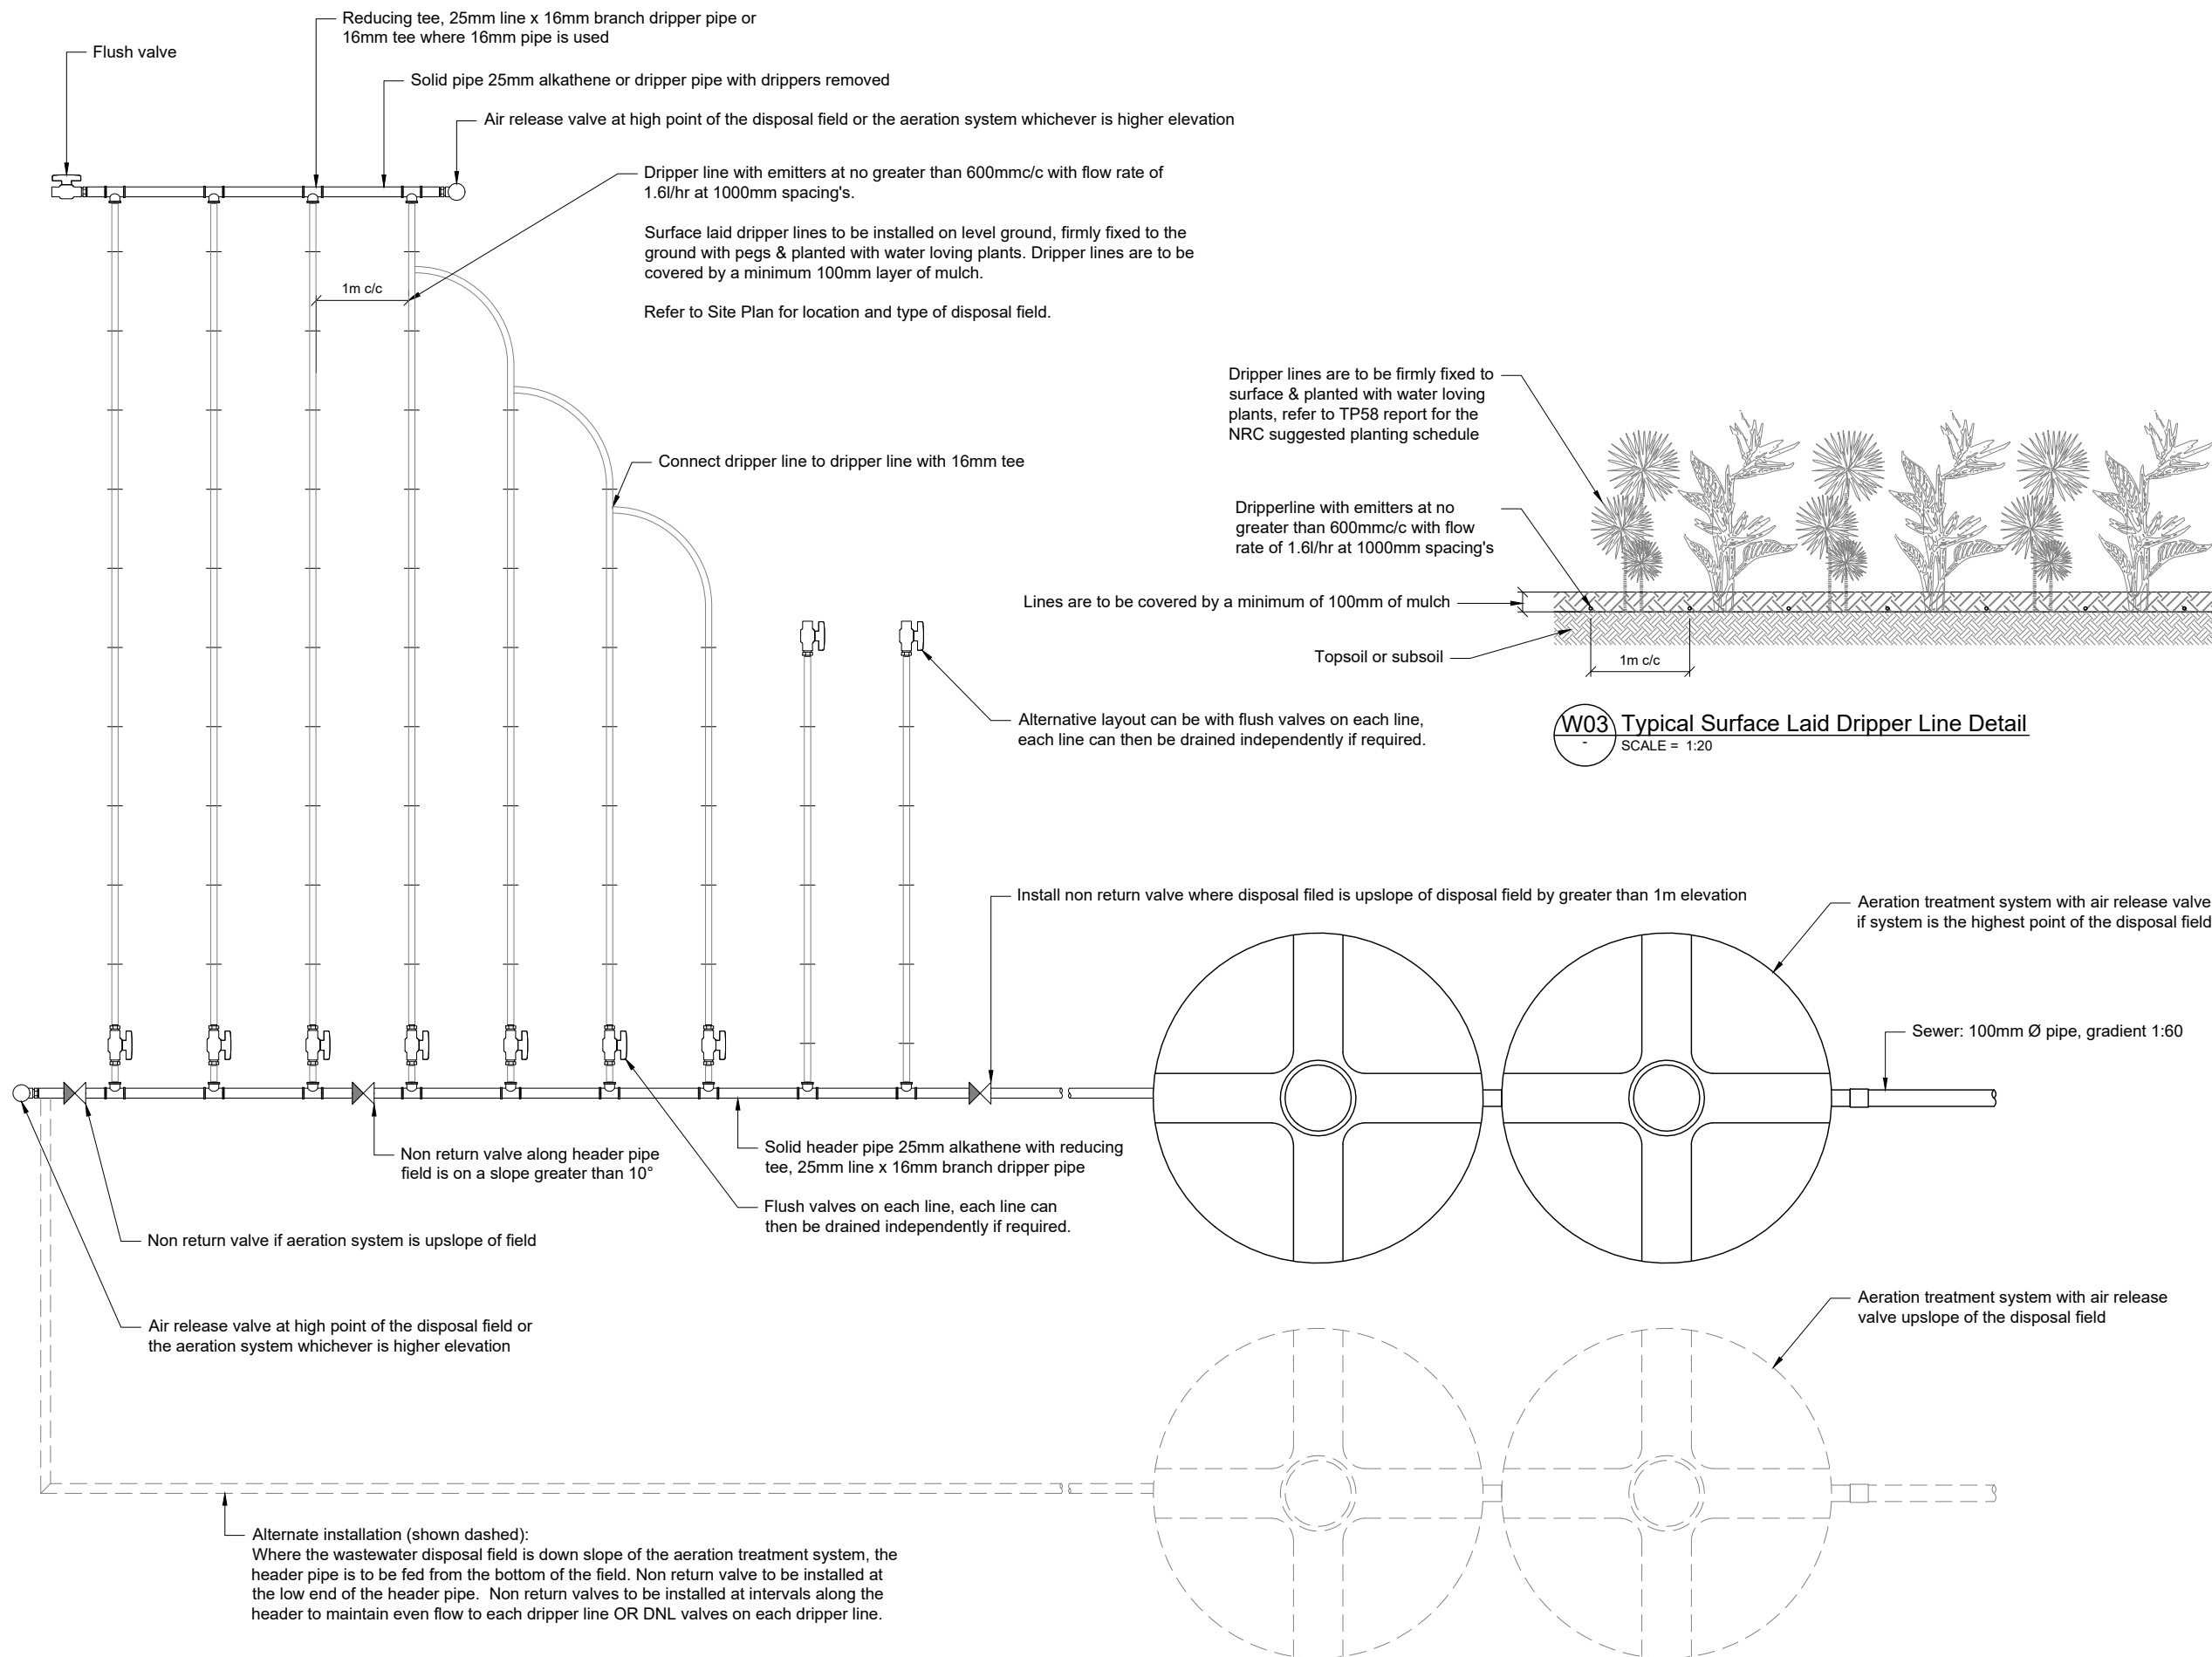 Reducing tee, 25mm line x 16mm branch dripper pipe or
16mm tee where 16mm pipe is used
Flush valve
Solid pipe 25mm alkathene or dripper pipe with drippers removed
Air release valve at high point of the disposal field or the aeration system whichever is higher elevation
Dripper line with emitters at no greater than 600mmc/c with flow rate of
1.6l/hr at 1000mm spacing's.
Surface laid dripper lines to be installed on level ground, firmly fixed to the
ground with pegs & planted with water loving plants. Dripper lines are to be
covered by a minimum 100mm layer of mulch.
Refer to Site Plan for location and type of disposal field.
1m c/c
Connect dripper line to dripper line with 16mm tee
Dripper lines are to be firmly fixed to
surface & planted with water loving
plants, refer to TP58 report for the
NRC suggested planting schedule
Dripperline with emitters at no
greater than 600mmc/c with flow
rate of 1.6l/hr at 1000mm spacing's
Lines are to be covered by a minimum of 100mm of mulch
Topsoil or subsoil
1m c/c
W03 Typical Surface Laid Dripper Line Detail
- SCALE = 1:20
Alternative layout can be with flush valves on each line,
each line can then be drained independently if required.
Install non return valve where disposal filed is upslope of disposal field by greater than 1m elevation
Aeration treatment system with air release valve
if system is the highest point of the disposal field
Sewer: 100mm Ø pipe, gradient 1:60
Non return valve along header pipe
field is on a slope greater than 10°
Solid header pipe 25mm alkathene with reducing
tee, 25mm line x 16mm branch dripper pipe
Flush valves on each line, each line can
then be drained independently if required.
Non return valve if aeration system is upslope of field
Air release valve at high point of the disposal field or
the aeration system whichever is higher elevation
Aeration treatment system with air release
valve upslope of the disposal field
Alternate installation (shown dashed):
Where the wastewater disposal field is down slope of the aeration treatment system, the
header pipe is to be fed from the bottom of the field. Non return valve to be installed at
the low end of the header pipe. Non return valves to be installed at intervals along the
header to maintain even flow to each dripper line OR DNL valves on each dripper line.